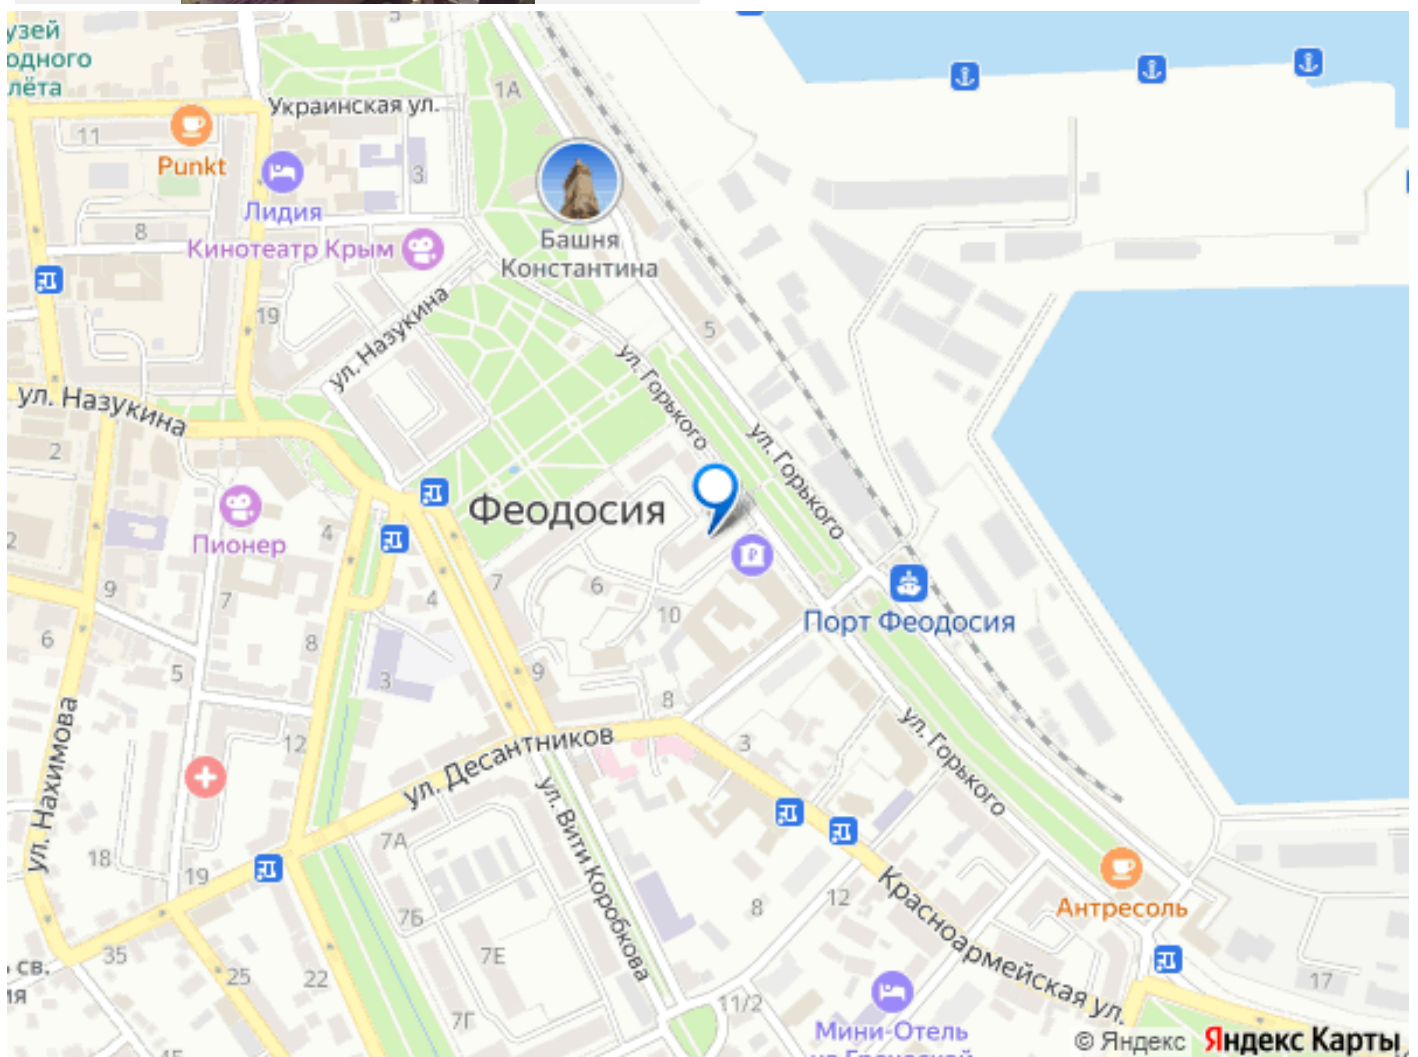 узей
одного
лёта
5
1А
Украинская ул.
11
Punkt
3
Лидия
8
Кинотеатр Крым
Башня
Константина
19
5
ул. Назукина
ул. Горького
ул. Назукина
ул. Горького
2
Феодосия
4
Пионер
2
9
7
4
7
6
10
Порт Феодосия
6
5
8
3
9
8
ул. Горького
12
3
ул. Десантников
ул. Нахимова
ул. Вити Коробкова
7А
18
19
Красноармейская ул.
Антресоль
7Б
8
12
35
7Е
св.
ия
25
22
17
7Г
11/2
Мини-Отель
© Яндекс Яндекс Карты